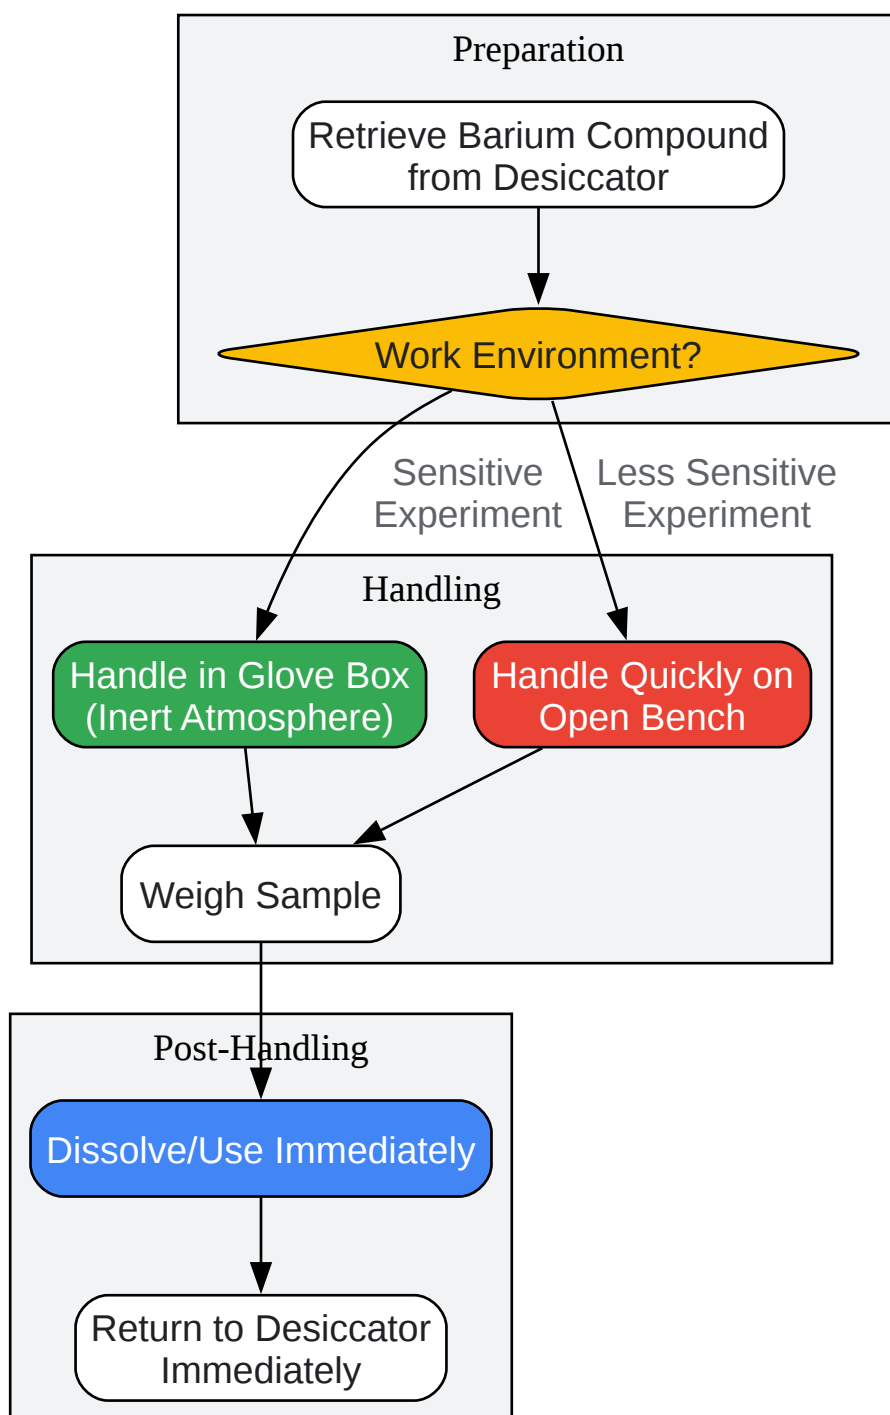 Preparation
Retrieve Barium Compound
from Desiccator
Work Environment?
Sensitive
Experiment
Less Sensitive
Experiment
Handling
Handle in Glove Box
(Inert Atmosphere)
Handle Quickly on
Open Bench
Weigh Sample
Post-Handling
Dissolve/Use Immediately
Return to Desiccator
Immediately